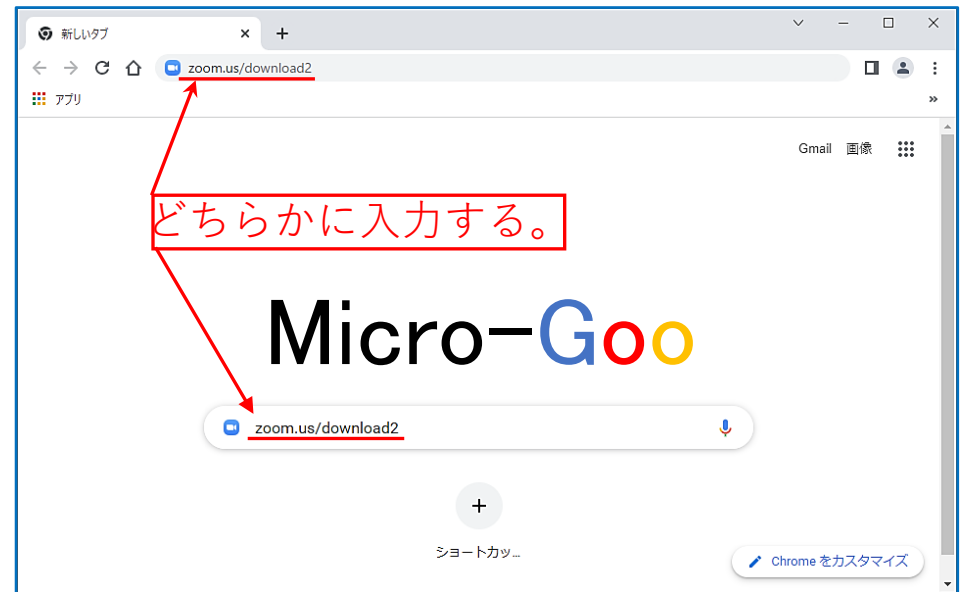 新しいタブ
zoom.us/download2
アプリ
Gmail 画像
どちらかに入力する。
Micro-Goo
zoom.us/download2
ショートカッ...
Chrome をカスタマイズ